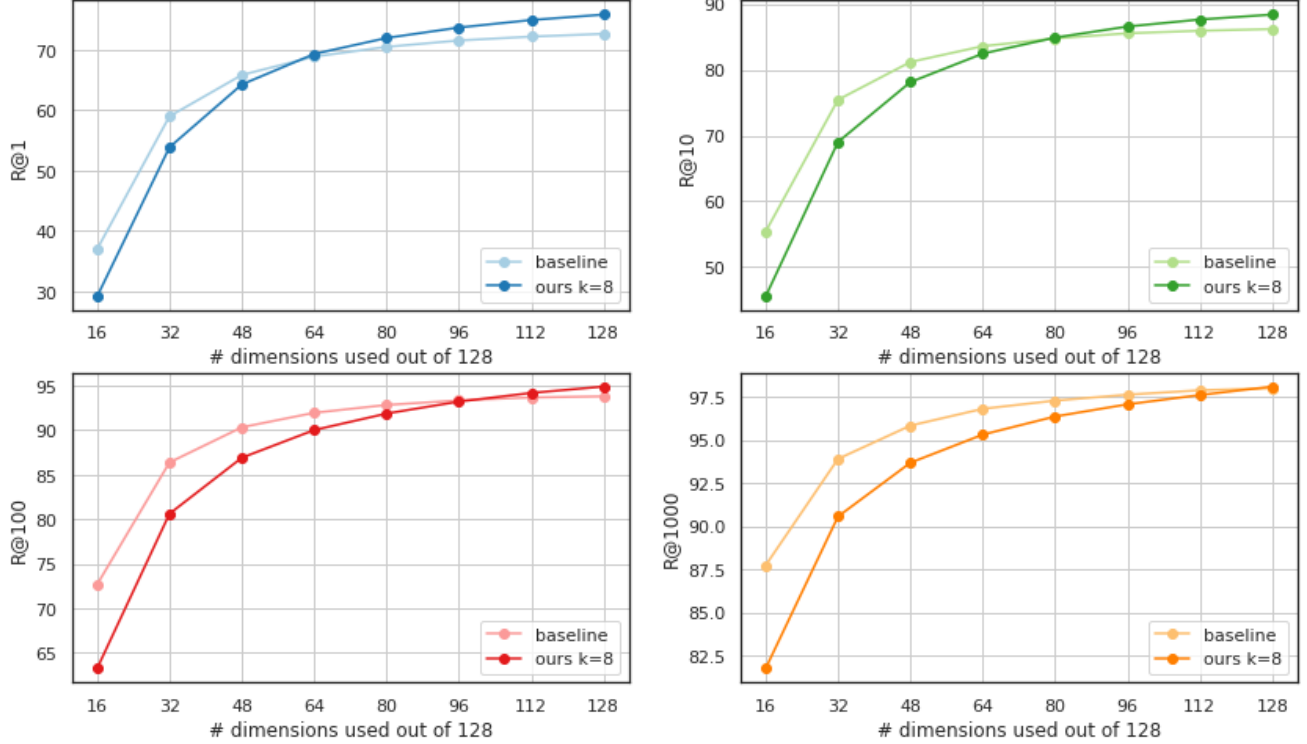 R@1
70
60
50
40
30
baseline
ours k=8
16 32 48 64 80 96 112 128
# dimensions used out of 128
R@10
90
80
70
60
50
baseline
ours k=8
16 32 48 64 80 96 112 128
# dimensions used out of 128
R@100
95
90
85
80
75
70
65
baseline
ours k=8
16 32 48 64 80 96 112 128
# dimensions used out of 128
R@1000
97.5
95.0
92.5
90.0
87.5
85.0
82.5
baseline
ours k=8
16 32 48 64 80 96 112 128
# dimensions used out of 128